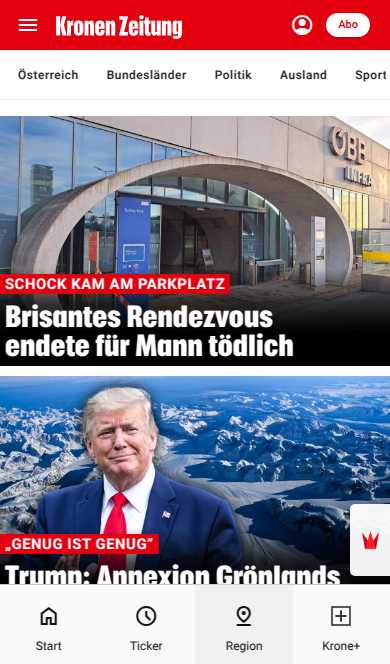 Kronen Zeitung
Abo
Österreich Bundesländer Politik Ausland Sport
ÖBB
INFRA
SCHOCK KAM AM PARKPLATZ
Brisantes Rendezvous
endete für Mann tödlich
„GENUG IST GENUG“
Trump: Annexion Grönlands
Start Ticker Region Krone+